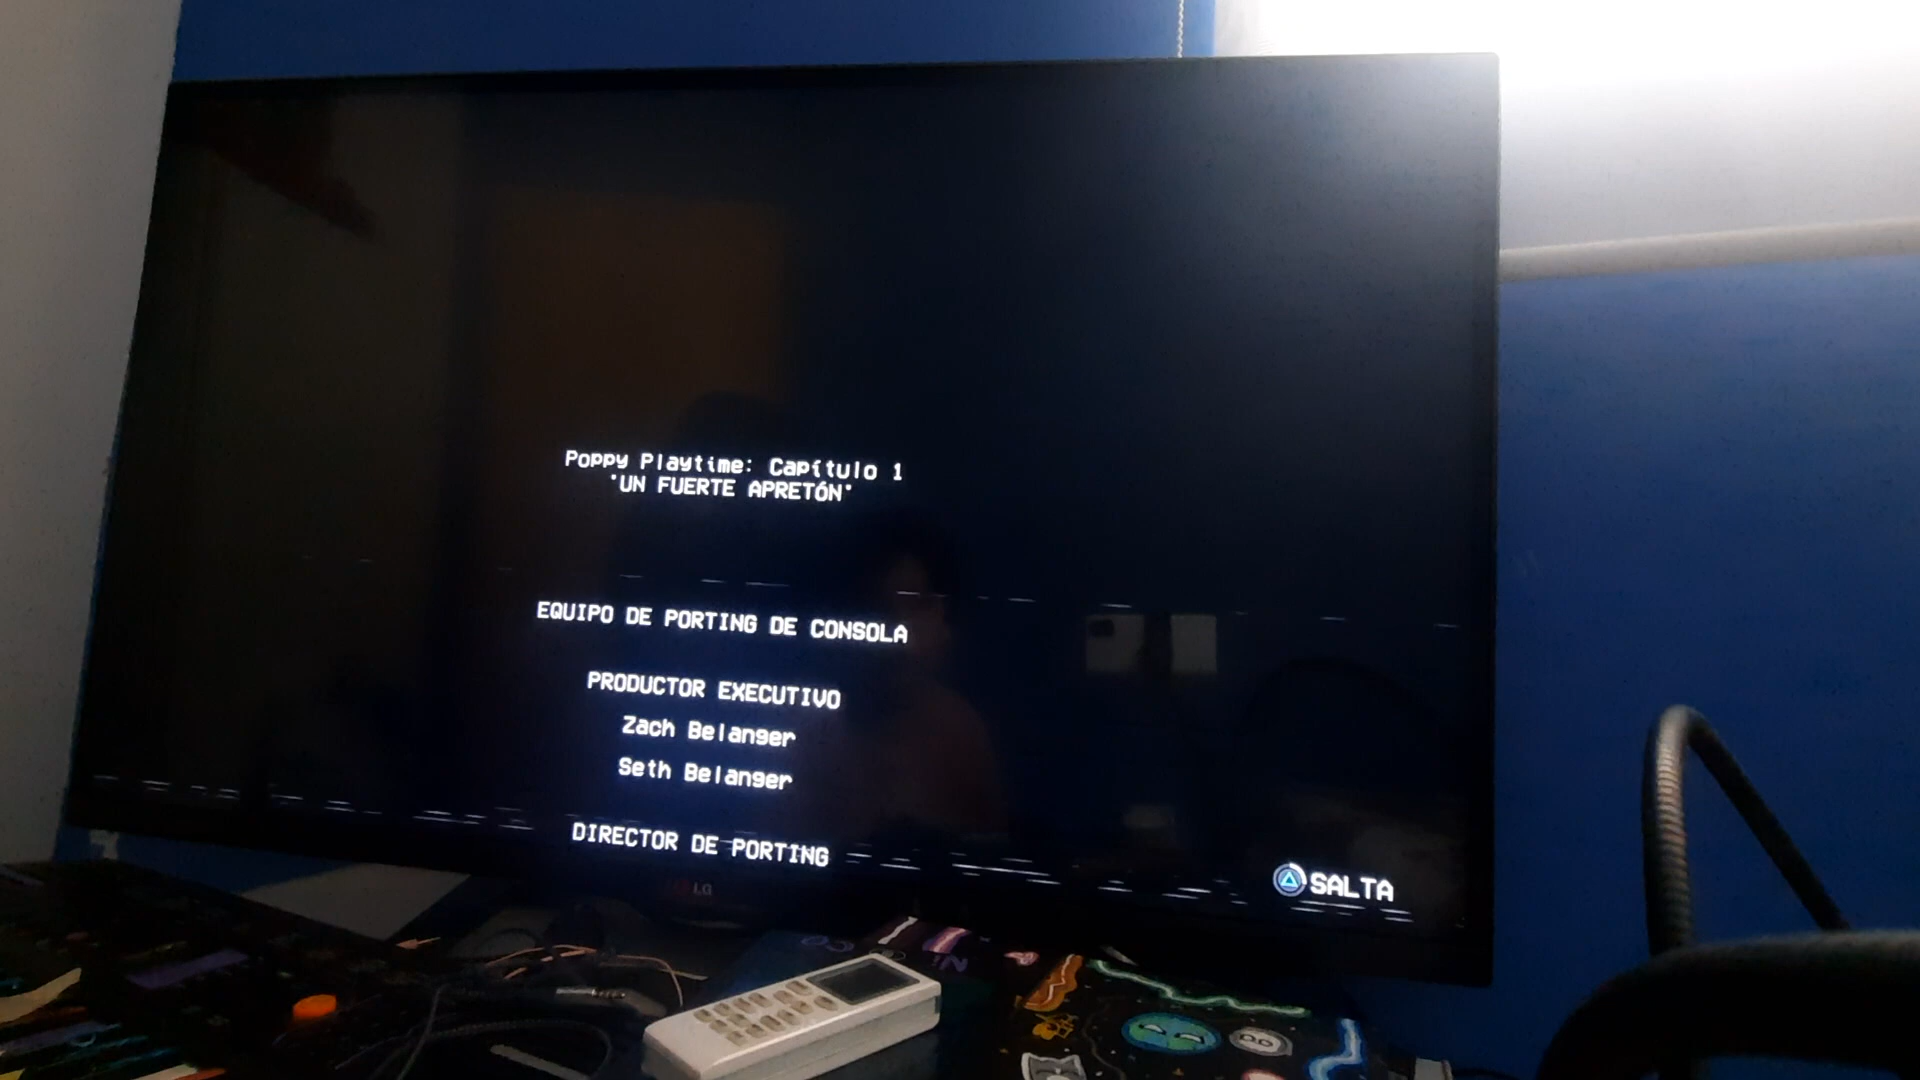 Poppy Playtime: Capítulo 1
"UN FUERTE APRETÓN"
EQUIPO DE PORTING DE CONSOLA
PRODUCTOR EXECUTIVO
Zach Belanger
Seth Belanger
DIRECTOR DE PORTING
SALTA
LG